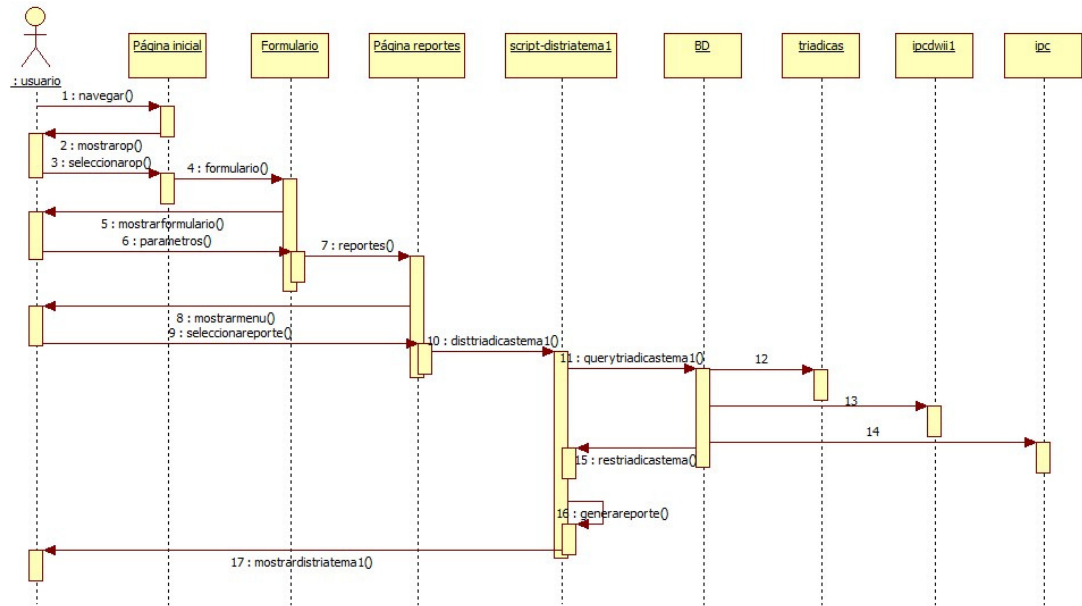 Página inicial
Formulario
Página reportes
script-distriatema1
BD
triadicas
ipcdwii1
ipc
: usuario
1 : navegar()
2 : mostrarop()
3 : seleccionarop()
4 : formulario()
5 : mostrarformulario()
6 : parametros()
7 : reportes()
8 : mostrarmenu()
9 : seleccionareporte()
10 : disttriadicastema1()
11 : querytriadicastema1()
12
13
14
15 : restriadicastema()
16 : generareporte()
17 : mostrardistriatema1()